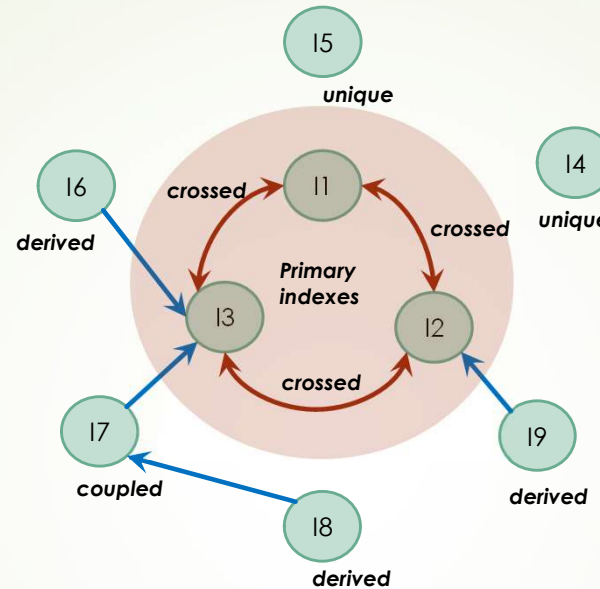 I5
unique
I6
derived
crossed
I1
I4
unique
crossed
Primary
indexes
I3
I2
crossed
I7
coupled
I9
derived
I8
derived